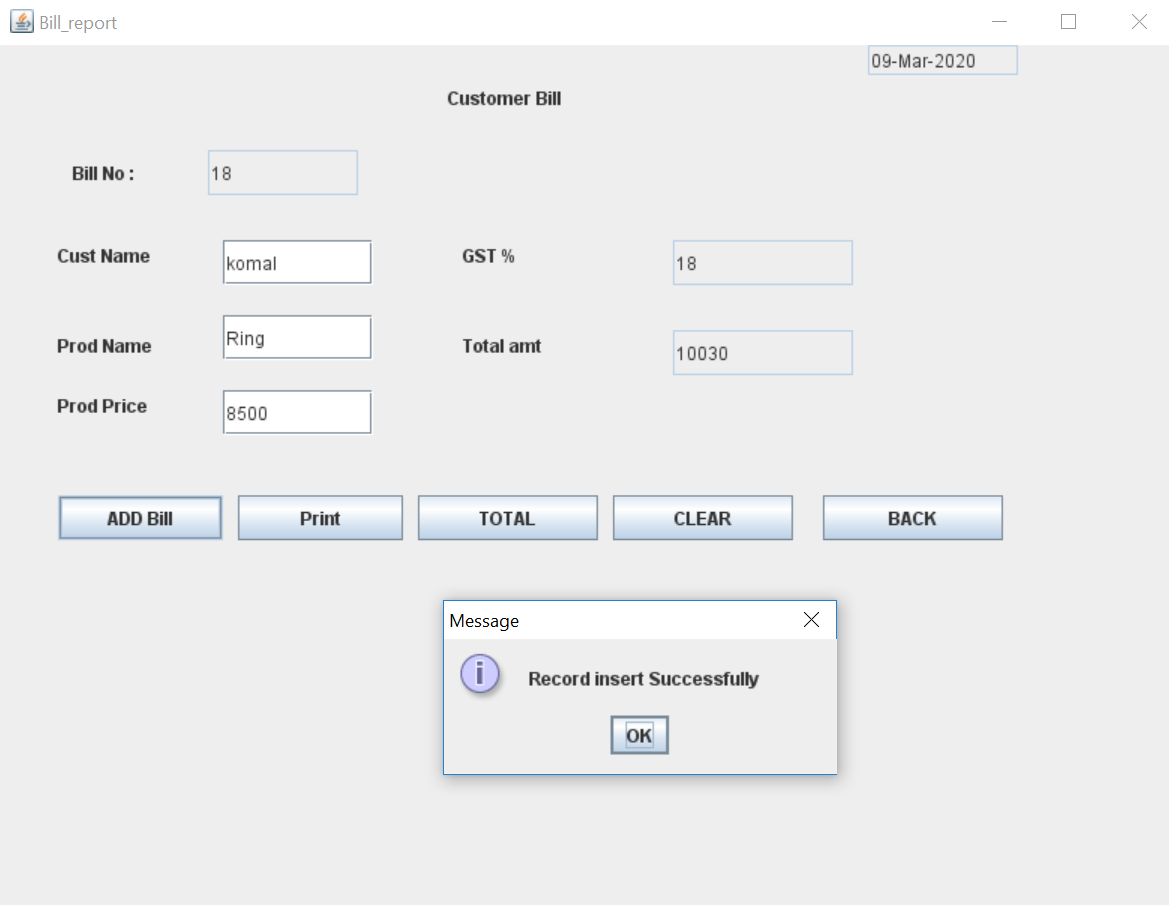 Bill_report
09-Mar-2020
Customer Bill
Bill No : 18
Cust Name komal GST % 18
Prod Name Ring Total amt 10030
Prod Price 8500
ADD Bill Print TOTAL CLEAR BACK
Message
i Record insert Successfully
OK